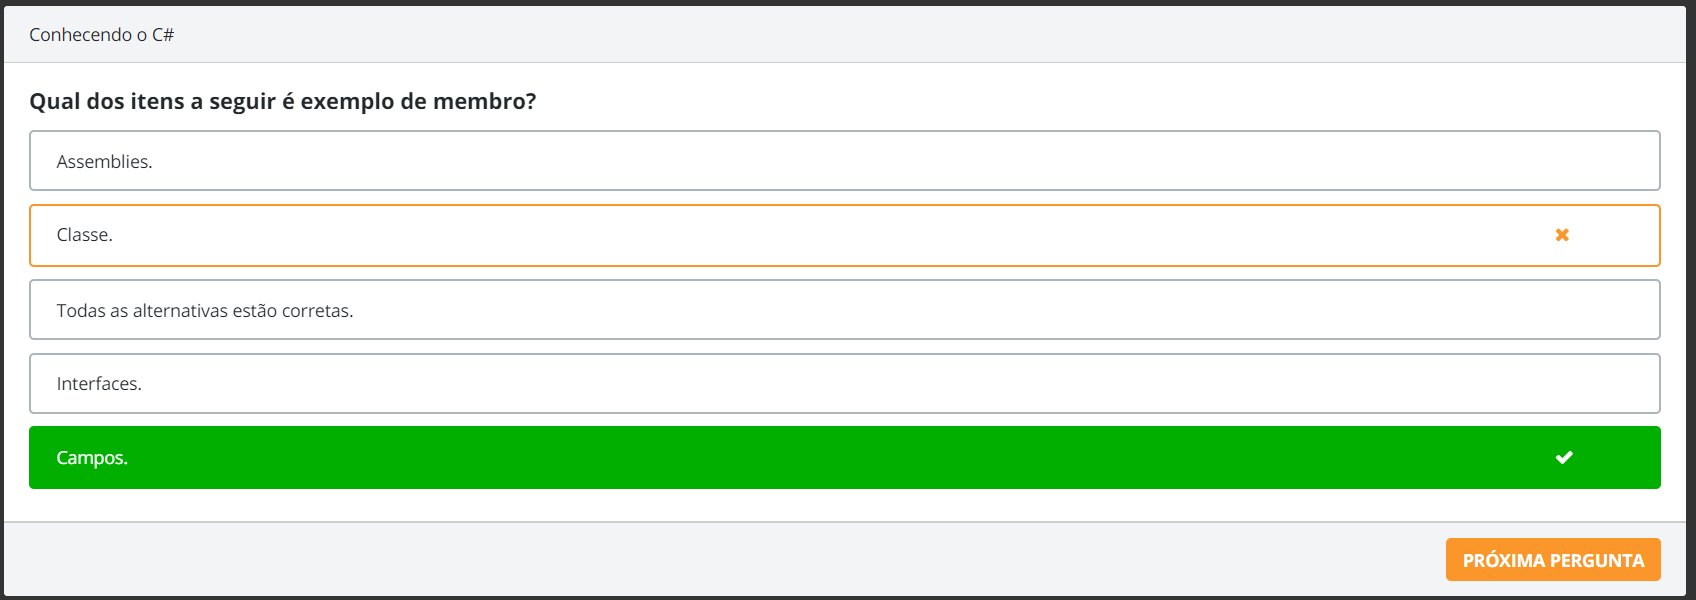 Conhecendo o C#
Qual dos itens a seguir é exemplo de membro?
Assemblies.
Classe.
Todas as alternativas estão corretas.
Interfaces.
Campos.
PRÓXIMA PERGUNTA